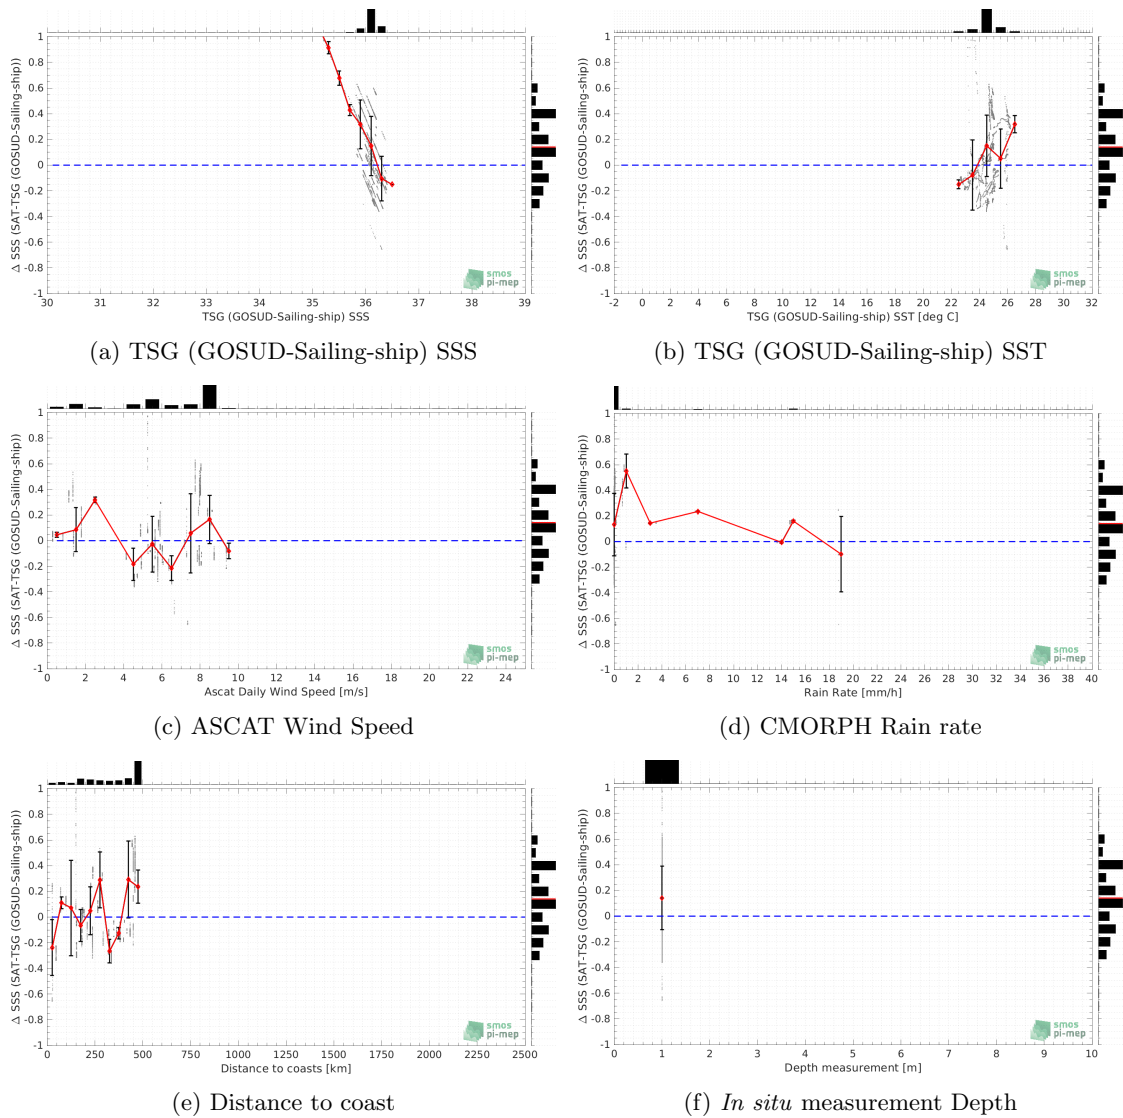 Δ SSS (SAT-TSG (GOSUD-Sailing-ship))
1
0.8
0.6
0.4
0.2
0
-0.2
-0.4
-0.6
-0.8
-1
30 31 32 33 34 35 36 37 38 39
TSG (GOSUD-Sailing-ship) SSS
smos
pi-mep
(a) TSG (GOSUD-Sailing-ship) SSS
Δ SSS (SAT-TSG (GOSUD-Sailing-ship))
1
0.8
0.6
0.4
0.2
0
-0.2
-0.4
-0.6
-0.8
-1
-2 0 2 4 6 8 10 12 14 16 18 20 22 24 26 28 30 32
TSG (GOSUD-Sailing-ship) SST [deg C]
smos
pi-mep
(b) TSG (GOSUD-Sailing-ship) SST
Δ SSS (SAT-TSG (GOSUD-Sailing-ship))
1
0.8
0.6
0.4
0.2
0
-0.2
-0.4
-0.6
-0.8
-1
0 2 4 6 8 10 12 14 16 18 20 22 24
Ascat Daily Wind Speed [m/s]
smos
pi-mep
(c) ASCAT Wind Speed
Δ SSS (SAT-TSG (GOSUD-Sailing-ship))
1
0.8
0.6
0.4
0.2
0
-0.2
-0.4
-0.6
-0.8
-1
0 2 4 6 8 10 12 14 16 18 20 22 24 26 28 30 32 34 36 38 40
Rain Rate [mm/h]
smos
pi-mep
(d) CMORPH Rain rate
Δ SSS (SAT-TSG (GOSUD-Sailing-ship))
1
0.8
0.6
0.4
0.2
0
-0.2
-0.4
-0.6
-0.8
-1
0 250 500 750 1000 1250 1500 1750 2000 2250 2500
Distance to coasts [km]
smos
pi-mep
(e) Distance to coast
Δ SSS (SAT-TSG (GOSUD-Sailing-ship))
1
0.8
0.6
0.4
0.2
0
-0.2
-0.4
-0.6
-0.8
-1
0 1 2 3 4 5 6 7 8 9 10
Depth measurement [m]
smos
pi-mep
(f) In situ measurement Depth